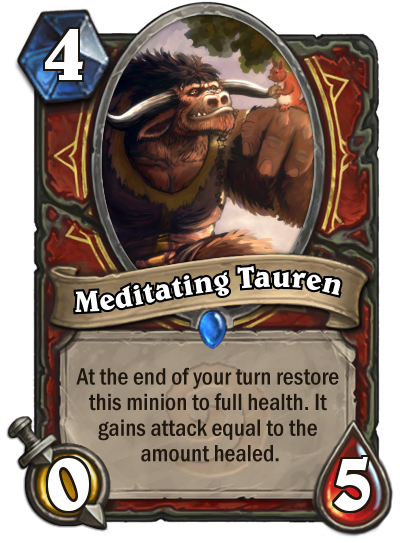 4
Meditating Tauren
At the end of your turn restore
this minion to full health. It
gains attack equal to the
amount healed.
0
5